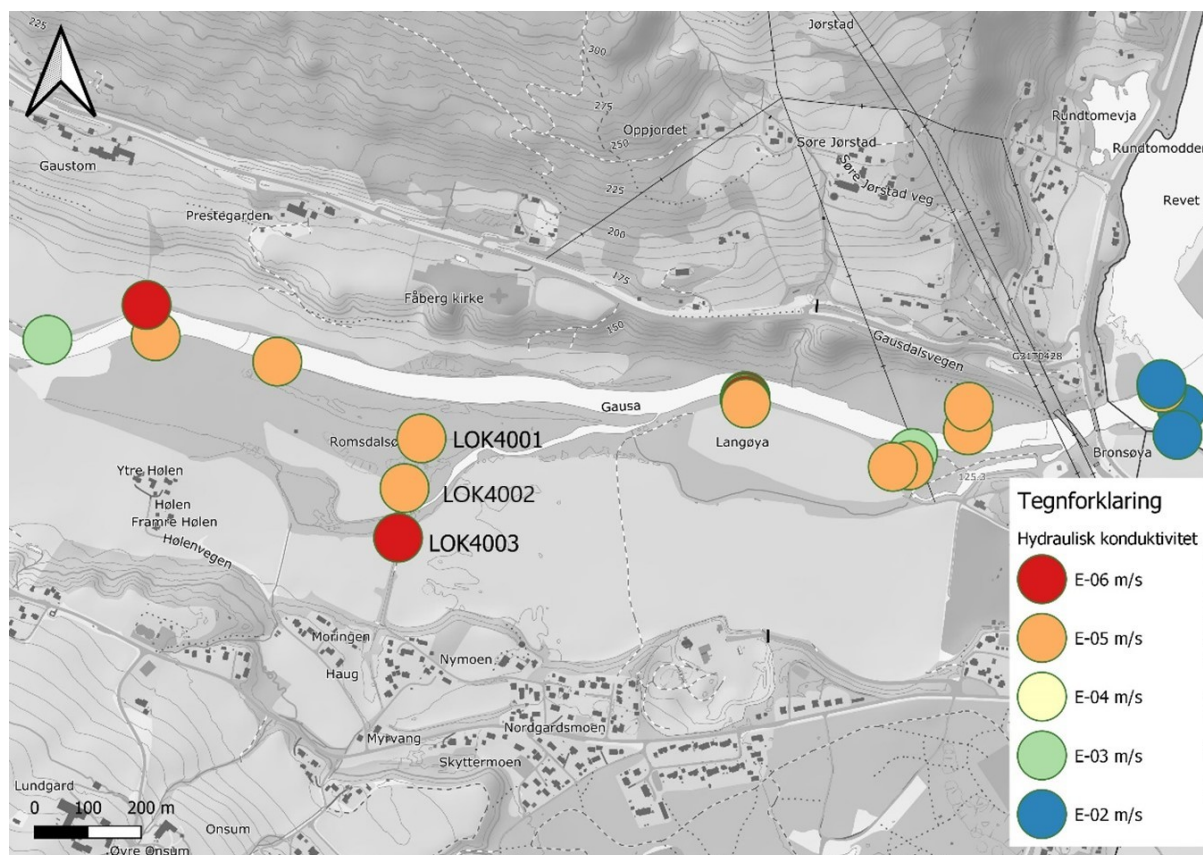 225
Jørstad
300
275
Oppjordet
250
Søre Jørstad
Søre Jørstad veg
Rundtomevja
Rundtomodden
Revet
Gaustom
225
Prestegarden
200
175
Fåberg kirke
150
Gausdalsvegen
Gausa
Langøya
Bronsøya
125.3
LOK4001
LOK4002
LOK4003
Ytre Hølen
Hølen
Framre Hølen
Hølenvegen
Moringen
Haug
Nymoen
Myrvang
Nordgardsmoen
Skyttermoen
Lundgard
Onsum
Øvre Onsum
0 100 200 m
Tegnforklaring
Hydraulisk konduktivitet
E-06 m/s
E-05 m/s
E-04 m/s
E-03 m/s
E-02 m/s